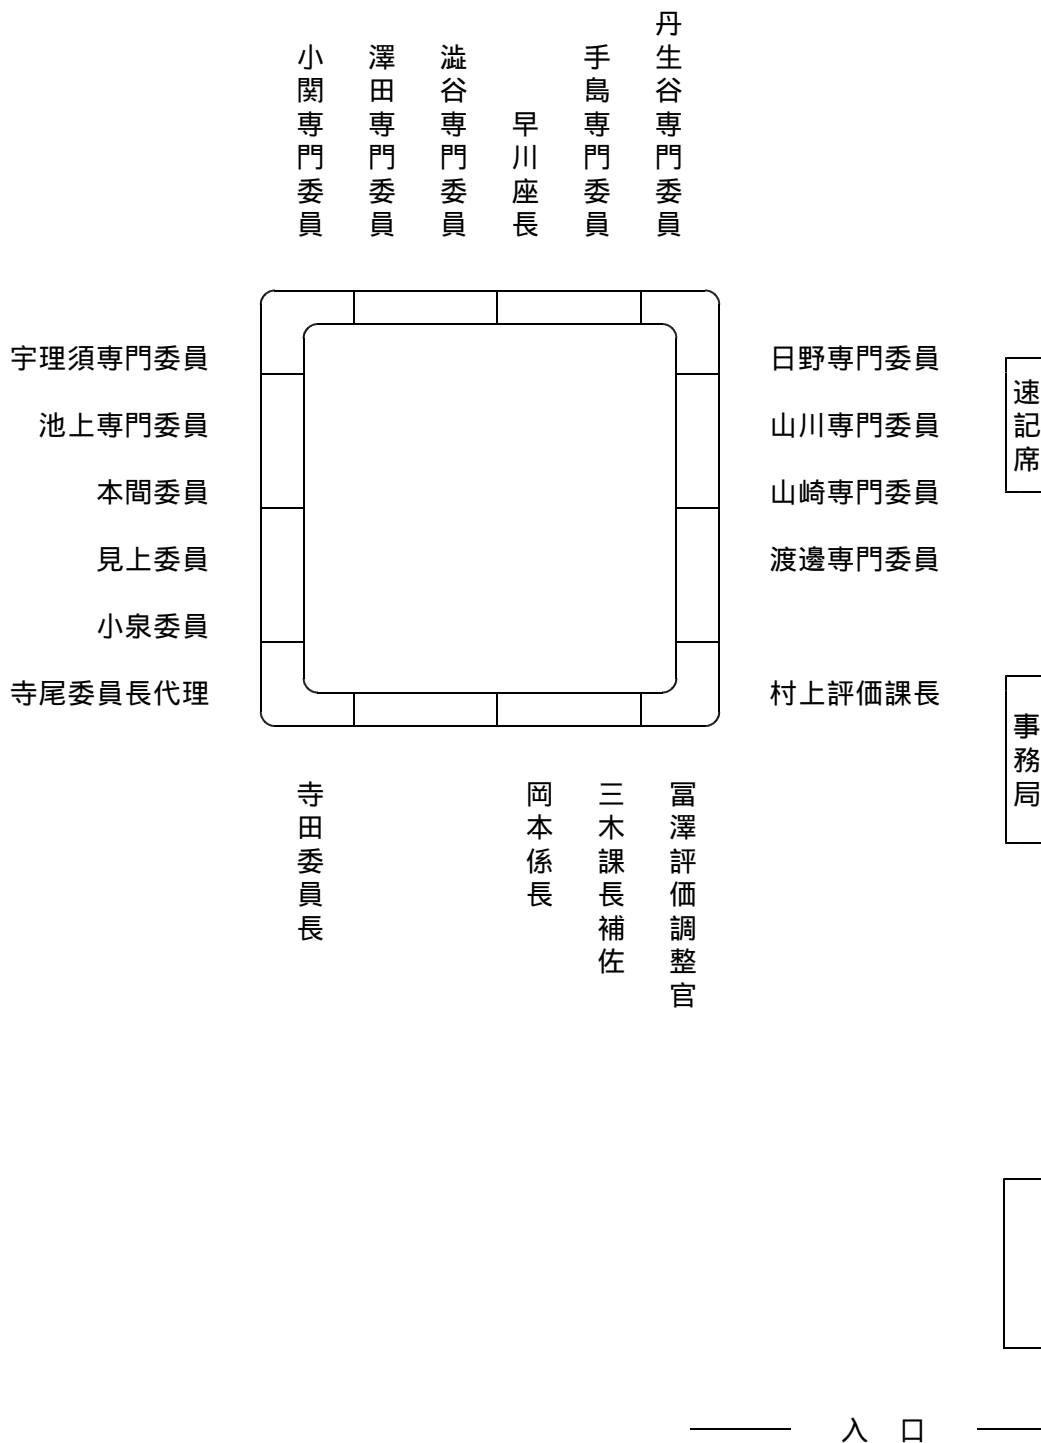 小関専門委員
澤田専門委員
澁谷専門委員
早川座長
手島専門委員
丹生谷専門委員
宇理須専門委員
池上専門委員
本間委員
見上委員
小泉委員
寺尾委員長代理
日野専門委員
山川専門委員
山崎専門委員
渡邊専門委員
村上評価課長
速記席
事務局
寺田委員長
岡本係長
三木課長補佐
冨澤評価調整官
入 口